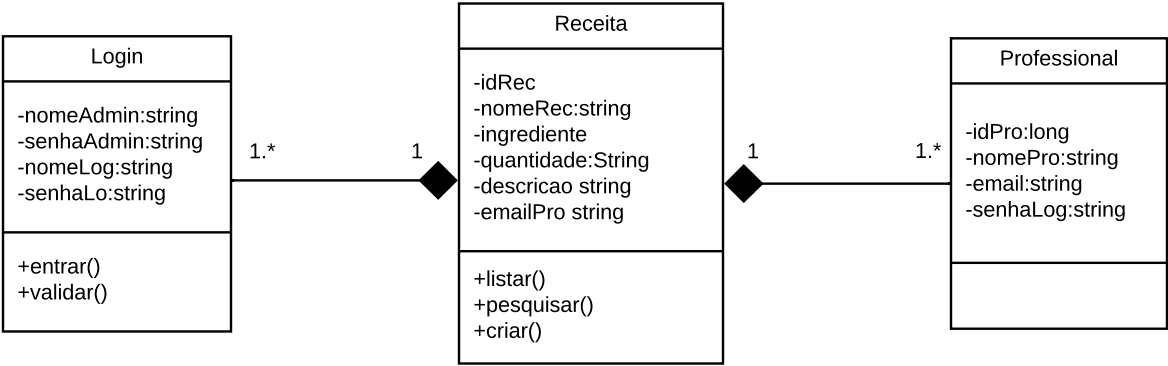 Login
-nomeAdmin:string
-senhaAdmin:string
-nomeLog:string
-senhaLo:string
+entrar()
+validar()
1.*
1
Receita
-idRec
-nomeRec:string
-ingrediente
-quantidade:String
-descricao string
-emailPro string
+listar()
+pesquisar()
+criar()
1
1.*
Professional
-idPro:long
-nomePro:string
-email:string
-senhaLog:string